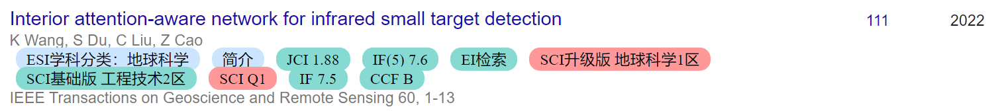 Interior attention-aware network for infrared small target detection 111 2022
K Wang, S Du, C Liu, Z Cao
ESI学科分类：地球科学 简介 JCI 1.88 IF(5) 7.6 EI检索 SCI升级版 地球科学1区
SCI基础版 工程技术2区 SCI Q1 IF 7.5 CCF B
IEEE Transactions on Geoscience and Remote Sensing 60, 1-13